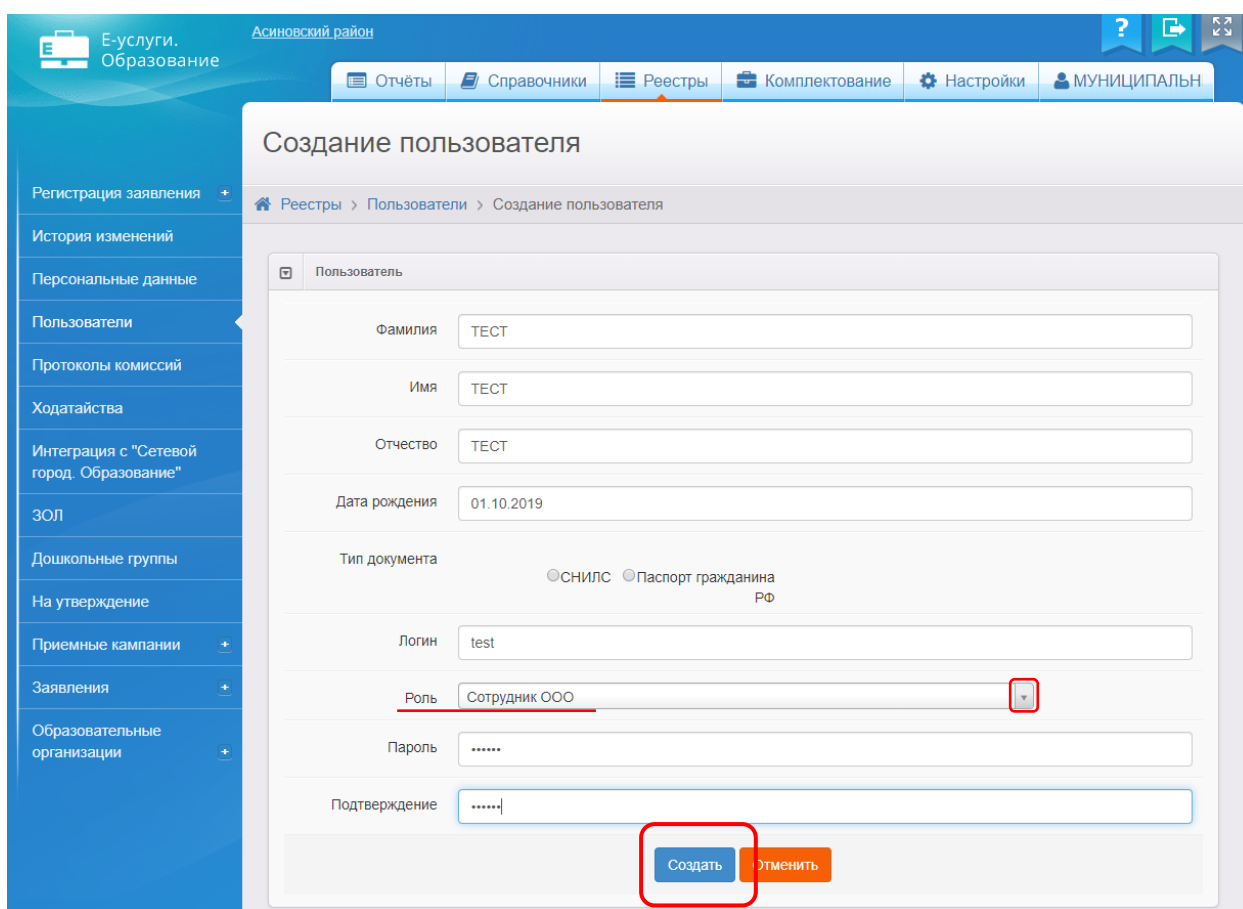 Е-услуги.
Образование
Е
Асиновский район
?
Отчёты
Справочники
Реестры
Комплектование
Настройки
МУНИЦИПАЛЬН
Создание пользователя
Реестры > Пользователи > Создание пользователя
Регистрация заявления +
История изменений
Персональные данные
Пользователи
Протоколы комиссий
Ходатайства
Интеграция с "Сетевой
город. Образование"
ЗОЛ
Дошкольные группы
На утверждение
Приемные кампании +
Заявления +
Образовательные
организации +
Пользователь
Фамилия ТЕСТ
Имя ТЕСТ
Отчество ТЕСТ
Дата рождения 01.10.2019
Тип документа
СНИЛС Паспорт гражданина
РФ
Логин test
Роль Сотрудник ООО
Пароль ••••••
Подтверждение ••••••
Создать Отменить